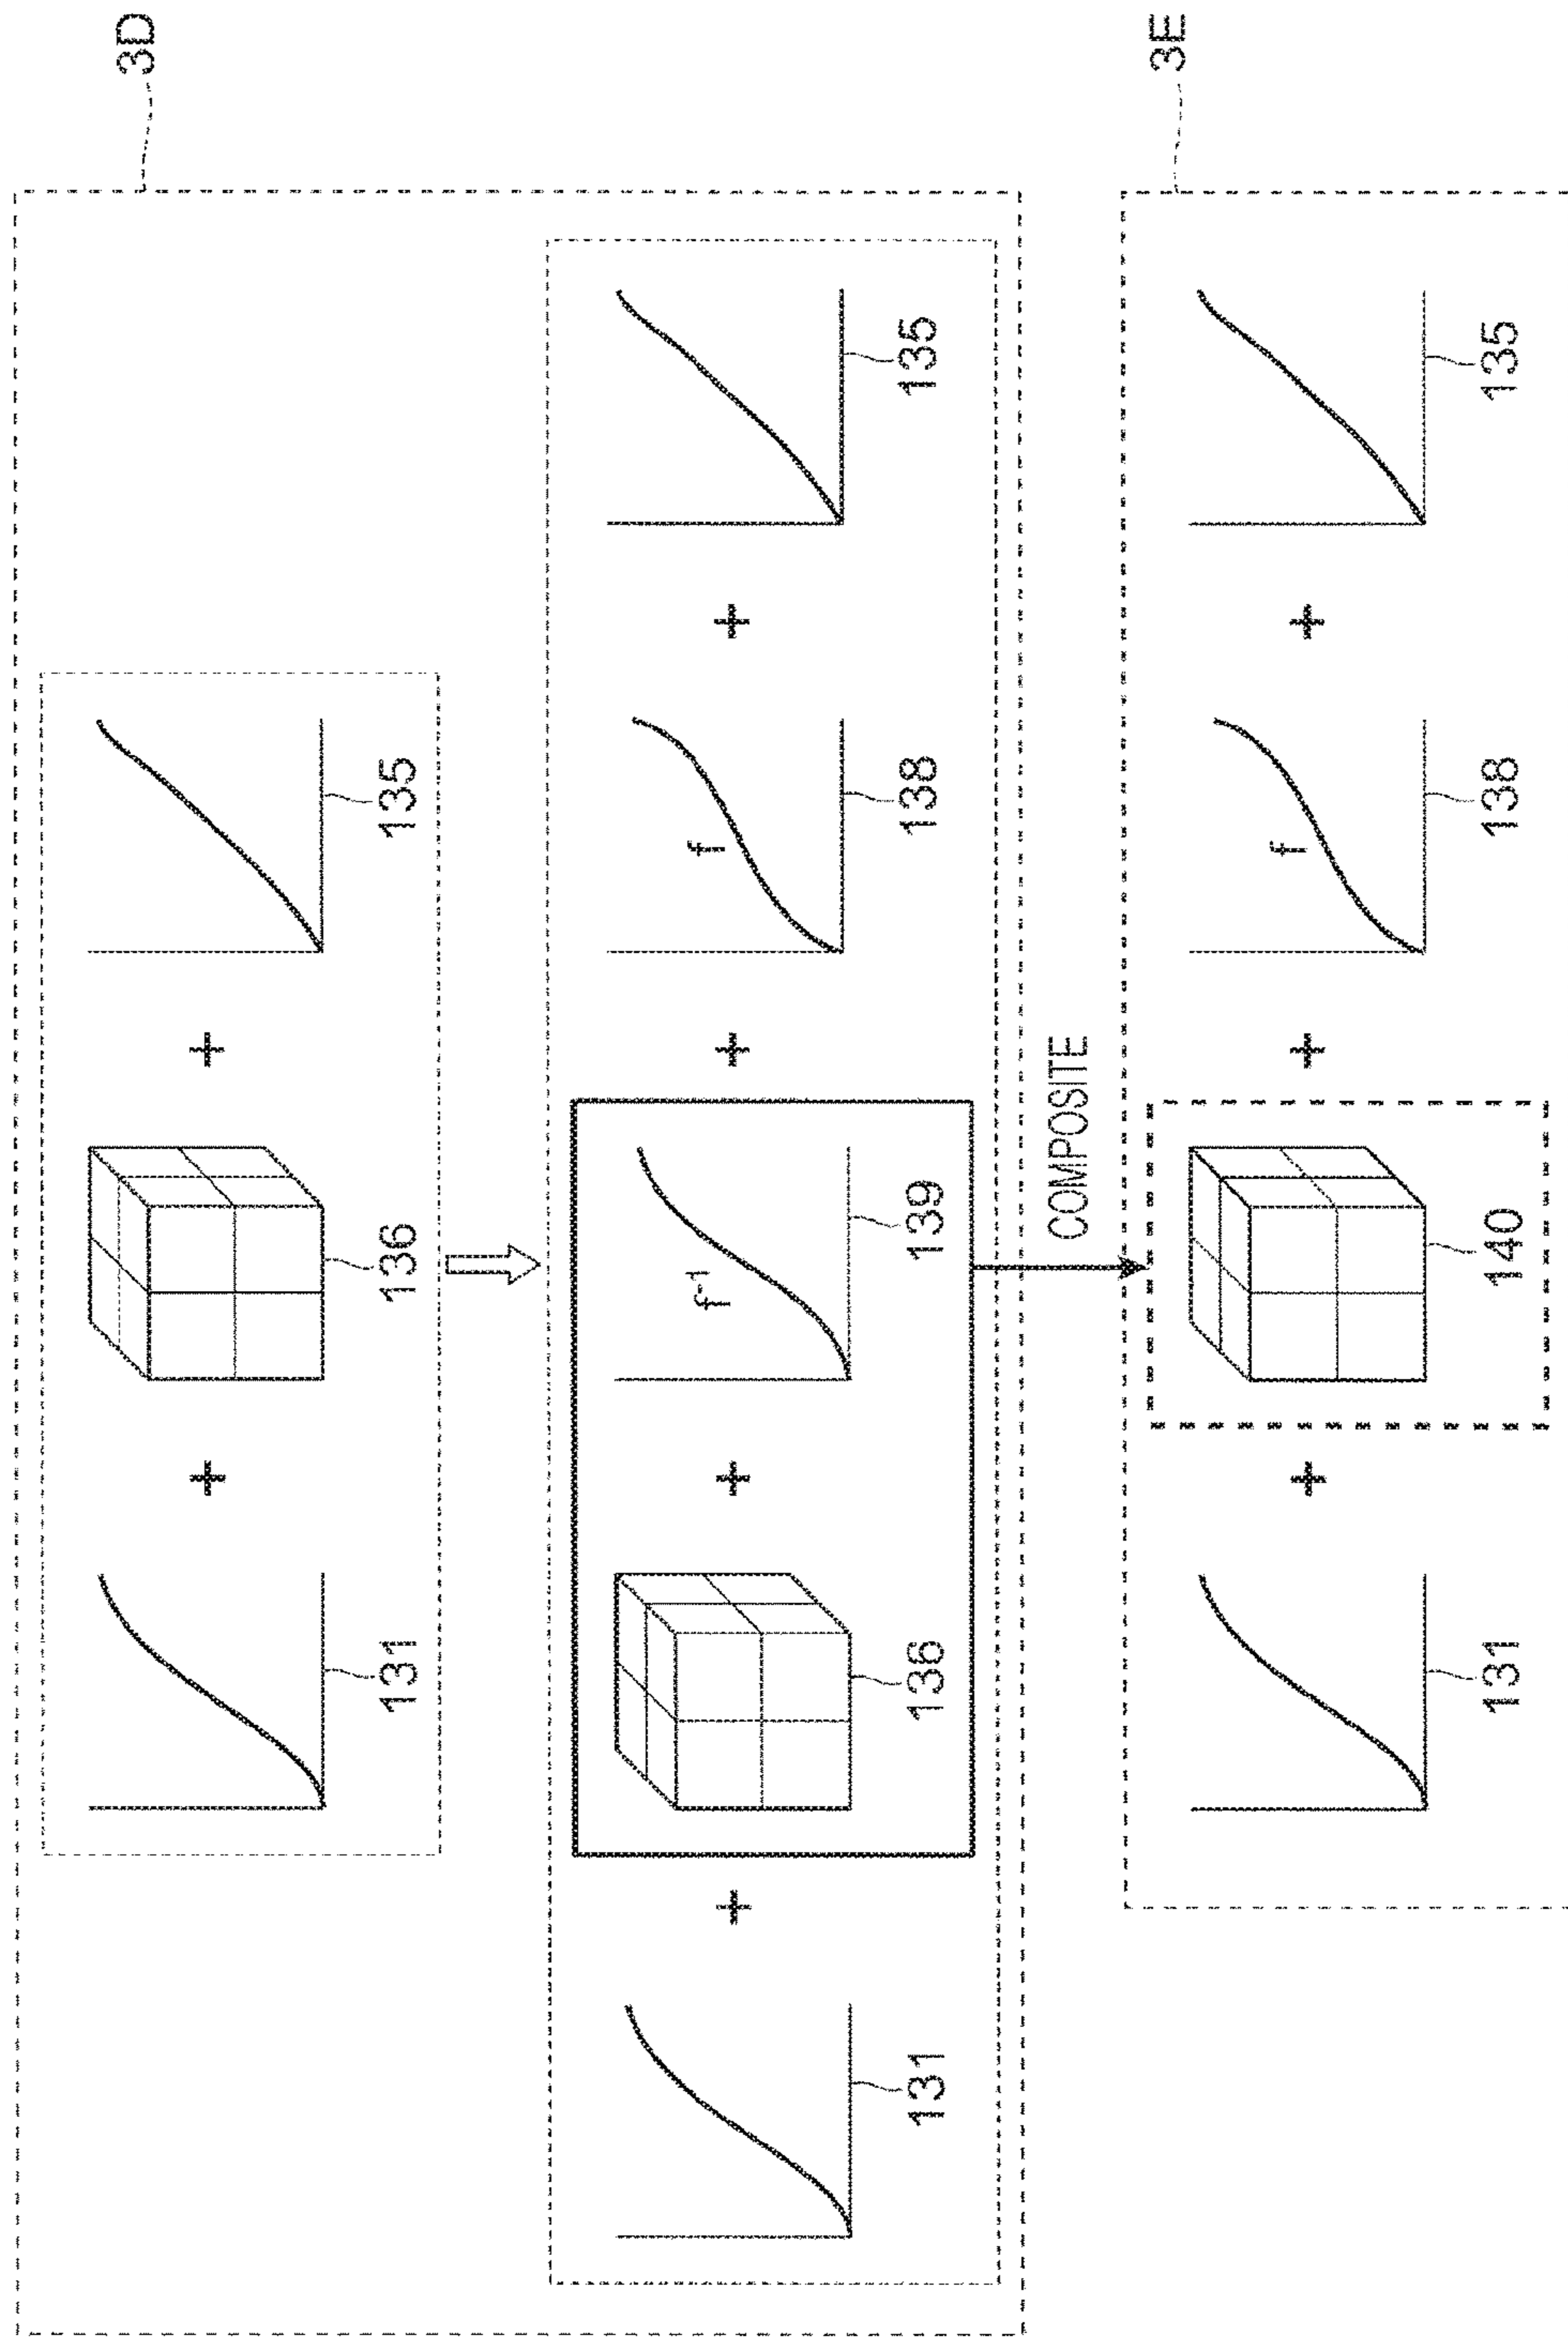 3D
+ +
131 136 135
f⁻¹ f
+ + + +
131 136 139 138 135
COMPOSITE
3E
f
+ + +
131 140 138 135